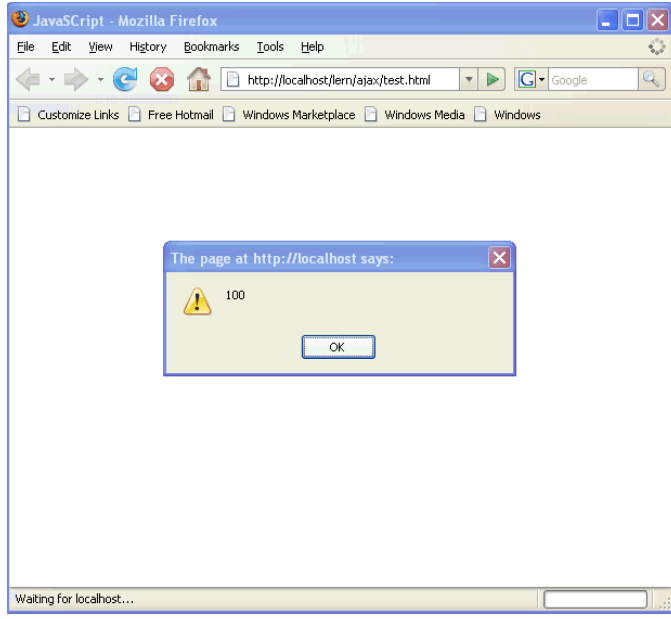 JavaSCript - Mozilla Firefox
File Edit View History Bookmarks Tools Help
http://localhost/lern/ajax/test.html G Google
Customize Links Free Hotmail Windows Marketplace Windows Media Windows
The page at http://localhost says:
100
OK
Waiting for localhost...